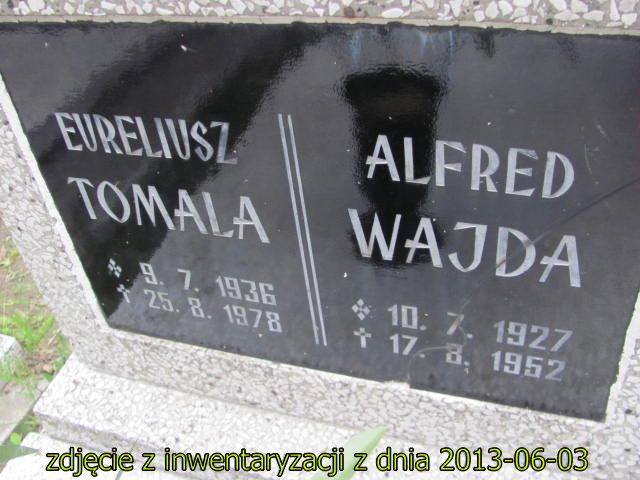 EURELIUSZ
TOMALA
9. 7. 1936
† 25. 8. 1978
ALFRED
WAJDA
10. 7. 1927
† 17. 8. 1952
zdjęcie z inwentaryzacji z dnia 2013-06-03